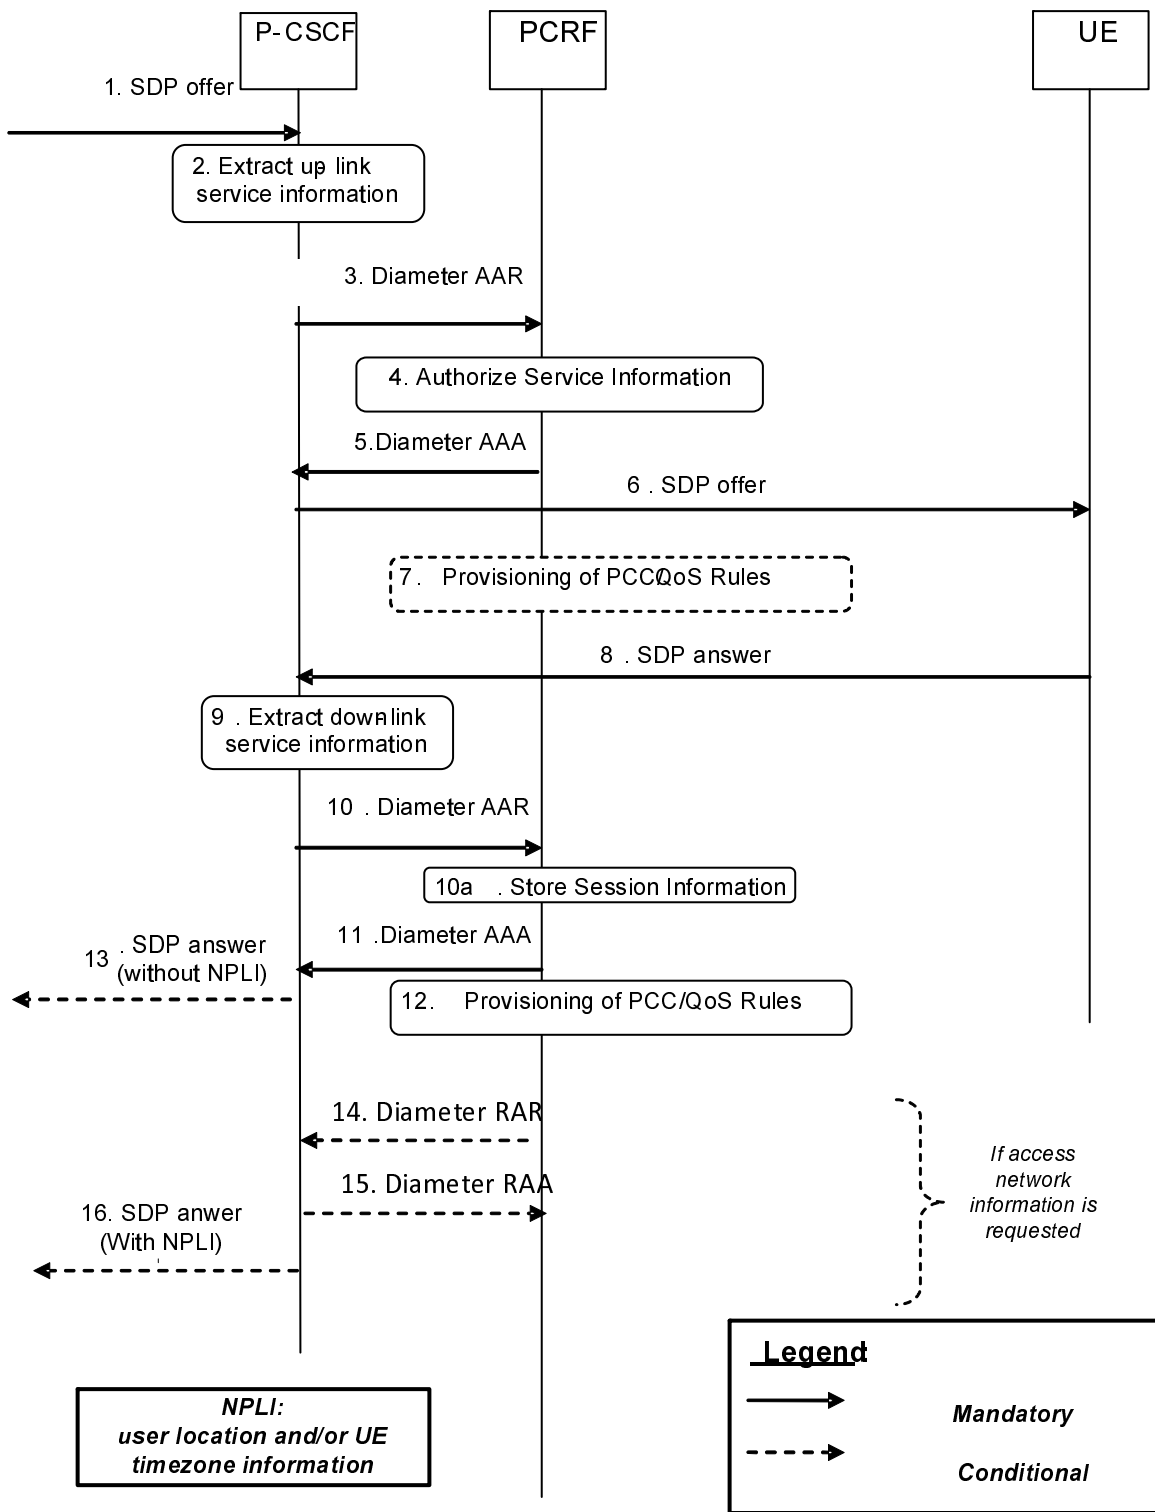 P-CSCF
PCRF
UE
1. SDP offer
2. Extract up-link
service information
3. Diameter AAR
4. Authorize Service Information
5.Diameter AAA
6 . SDP offer
7 . Provisioning of PCC/QoS Rules
8 . SDP answer
9 . Extract down-link
service information
10 . Diameter AAR
10a . Store Session Information
11 .Diameter AAA
13 . SDP answer
(without NPLI)
12. Provisioning of PCC/QoS Rules
14. Diameter RAR
15. Diameter RAA
16. SDP anwer
(With NPLI)
If access
network
information is
requested
Legend:
Mandatory
Conditional
NPLI:
user location and/or UE
timezone information